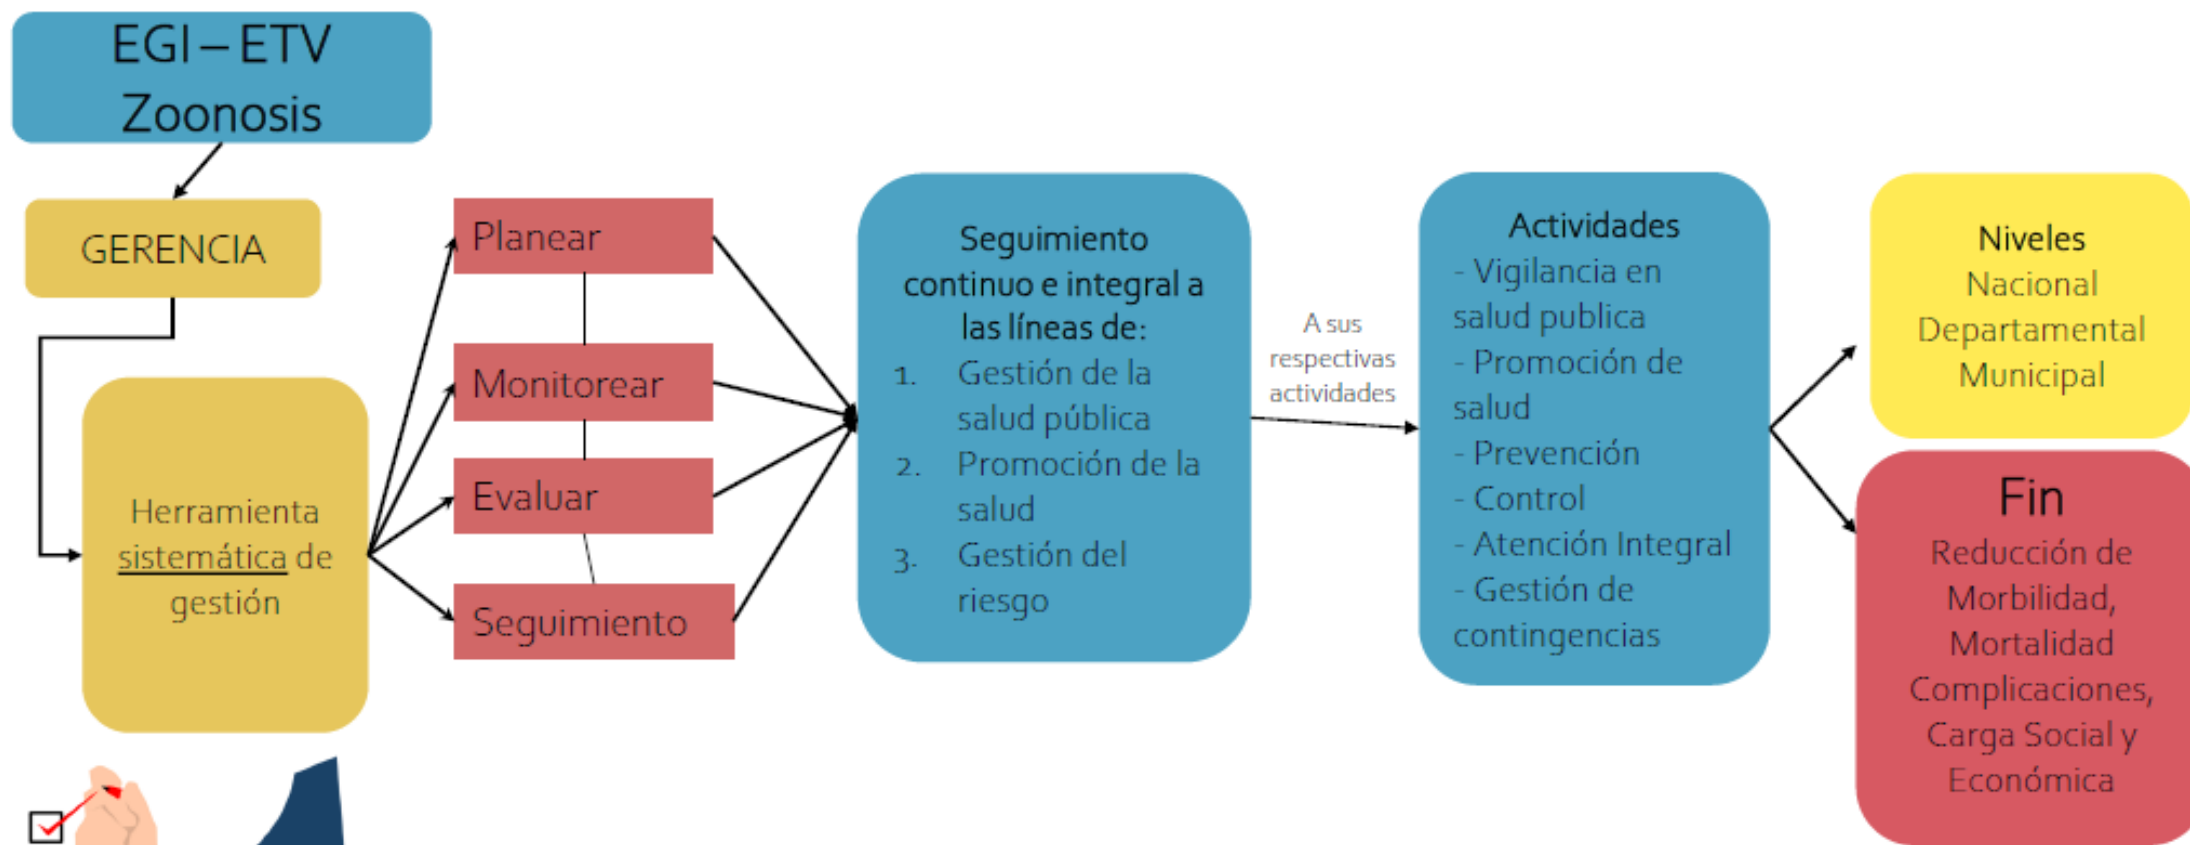 EGI – ETV
Zoonosis
GERENCIA
Herramienta
sistemática de
gestión
Planear
Monitorear
Evaluar
Seguimiento
Seguimiento
continuo e integral a
las líneas de:
1. Gestión de la
salud pública
2. Promoción de la
salud
3. Gestión del
riesgo
A sus
respectivas
actividades
Actividades
- Vigilancia en
salud publica
- Promoción de
salud
- Prevención
- Control
- Atención Integral
- Gestión de
contingencias
Niveles
Nacional
Departamental
Municipal
Fin
Reducción de
Morbilidad,
Mortalidad
Complicaciones,
Carga Social y
Económica